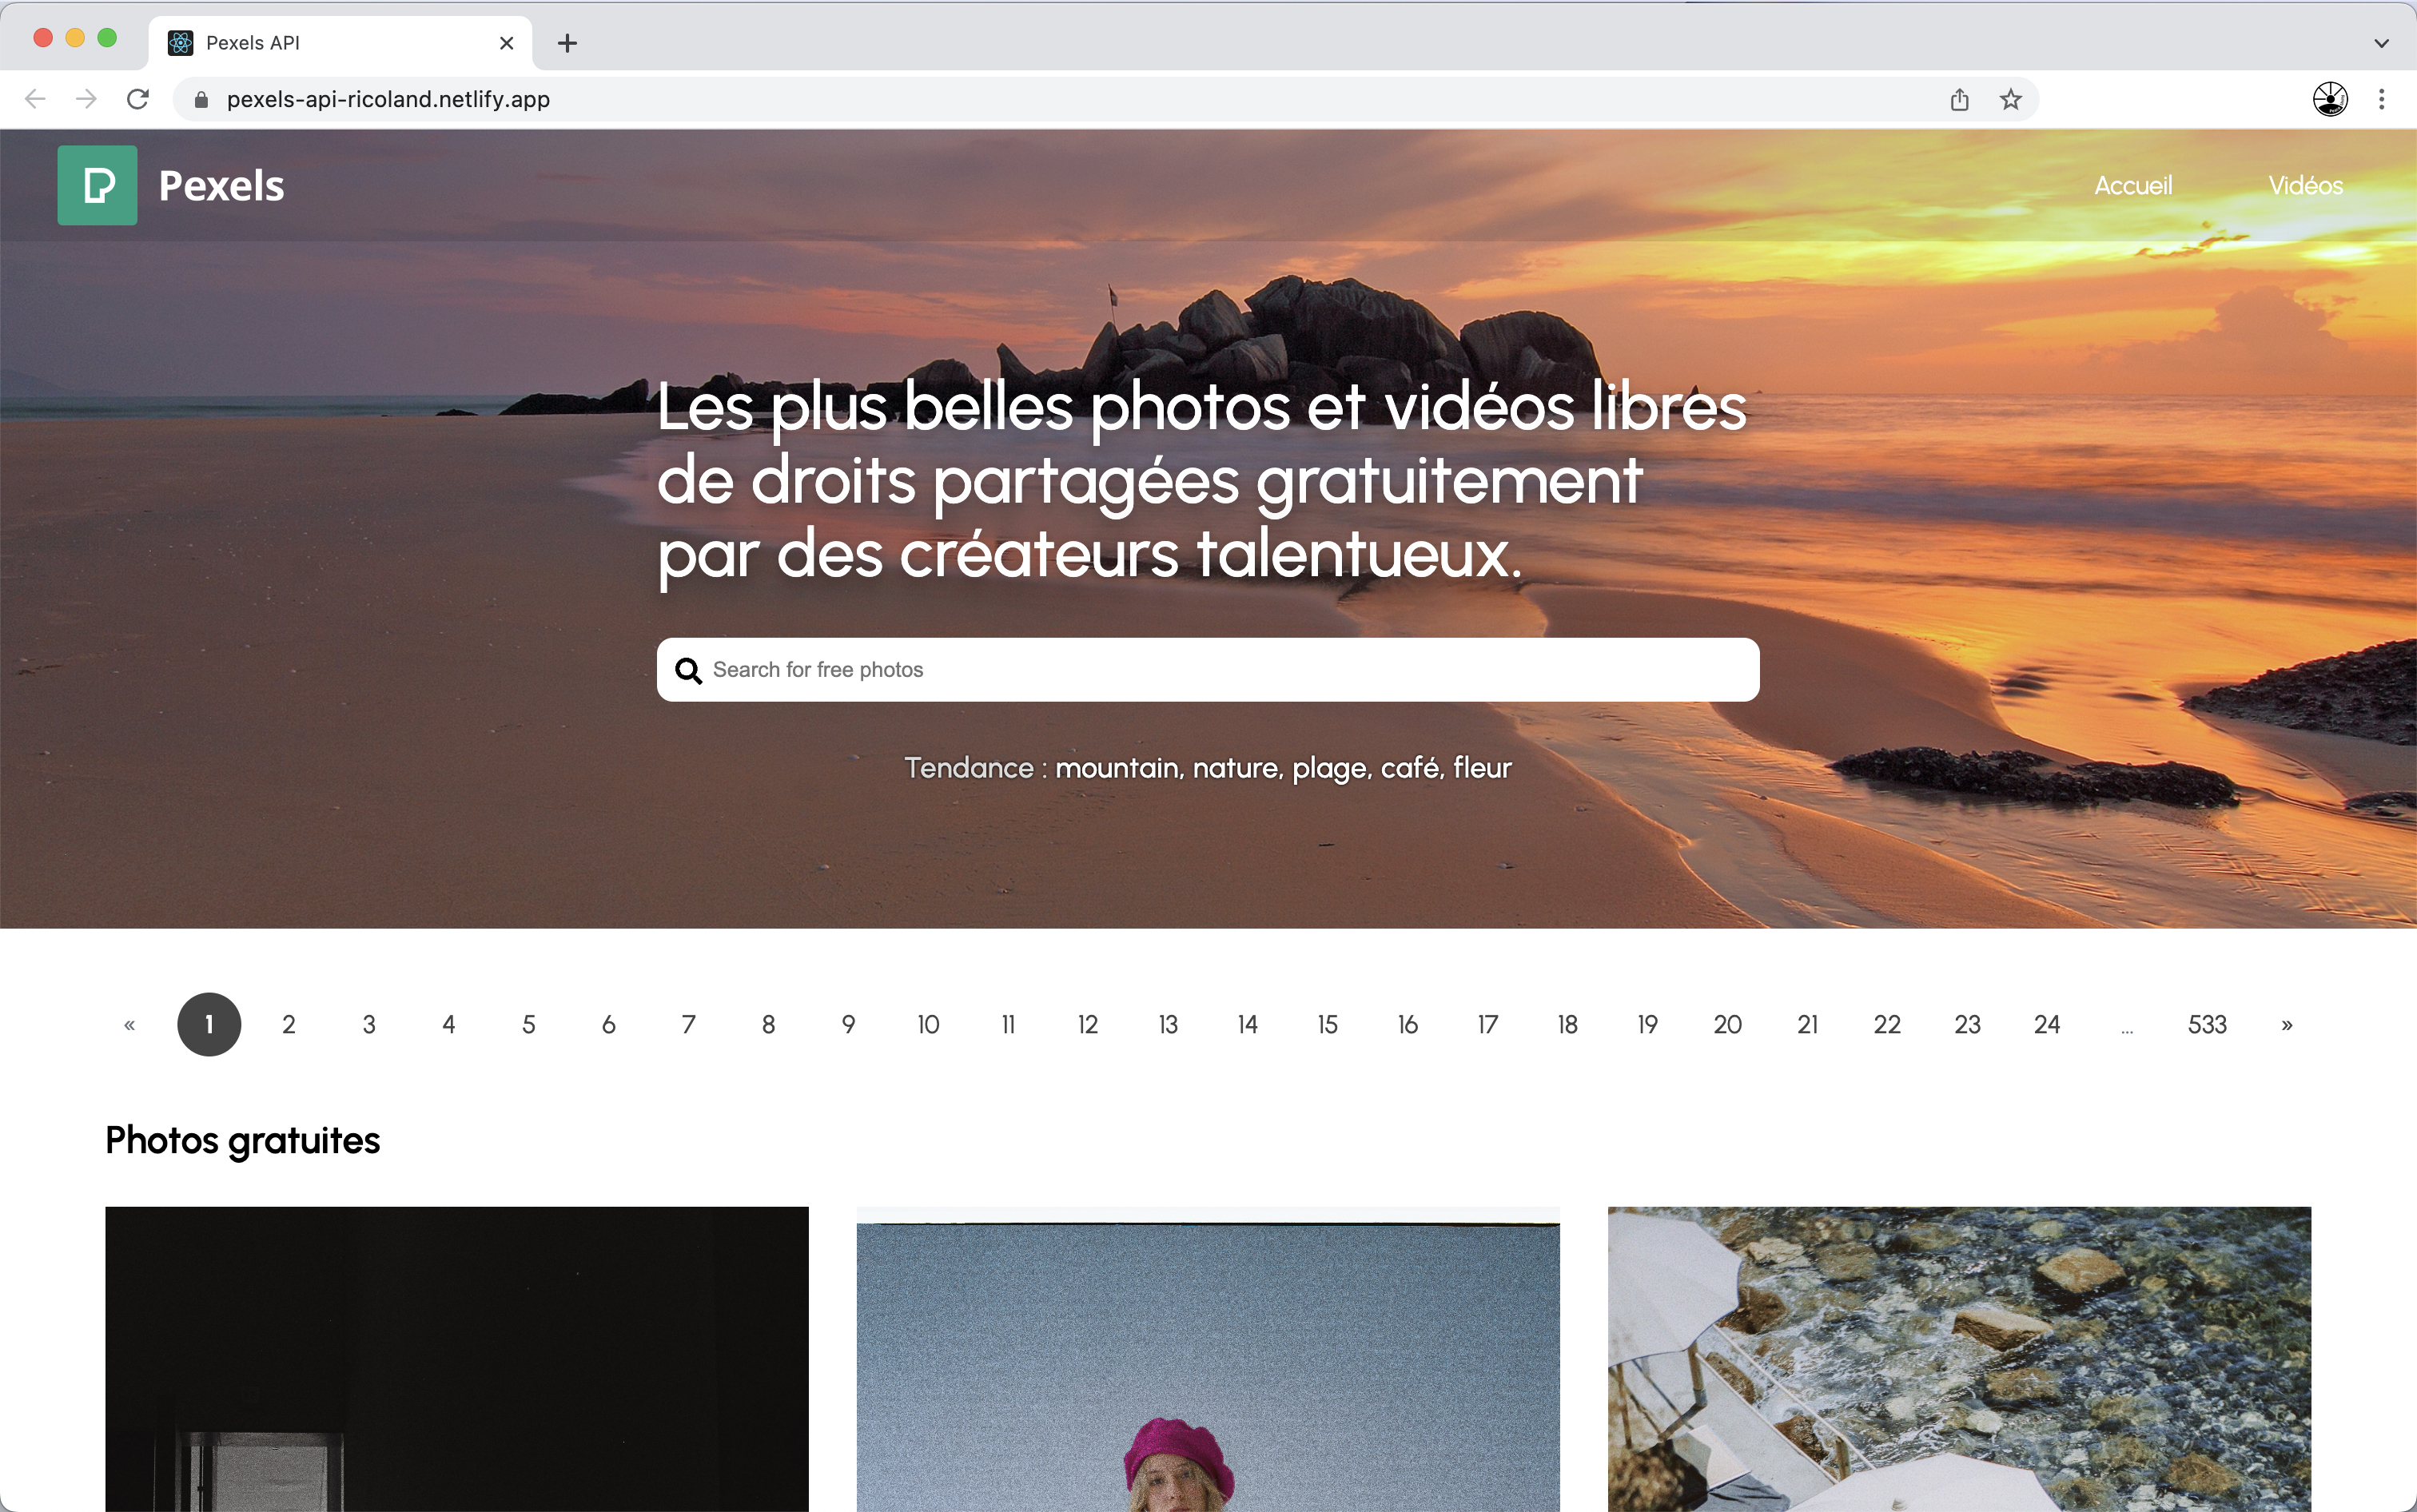 Pexels API
pexels-api-ricoland.netlify.app
Pexels
Accueil
Vidéos
Les plus belles photos et vidéos libres
de droits partagées gratuitement
par des créateurs talentueux.
Search for free photos
Tendance : mountain, nature, plage, café, fleur
« 1 2 3 4 5 6 7 8 9 10 11 12 13 14 15 16 17 18 19 20 21 22 23 24 ... 533 »
Photos gratuites